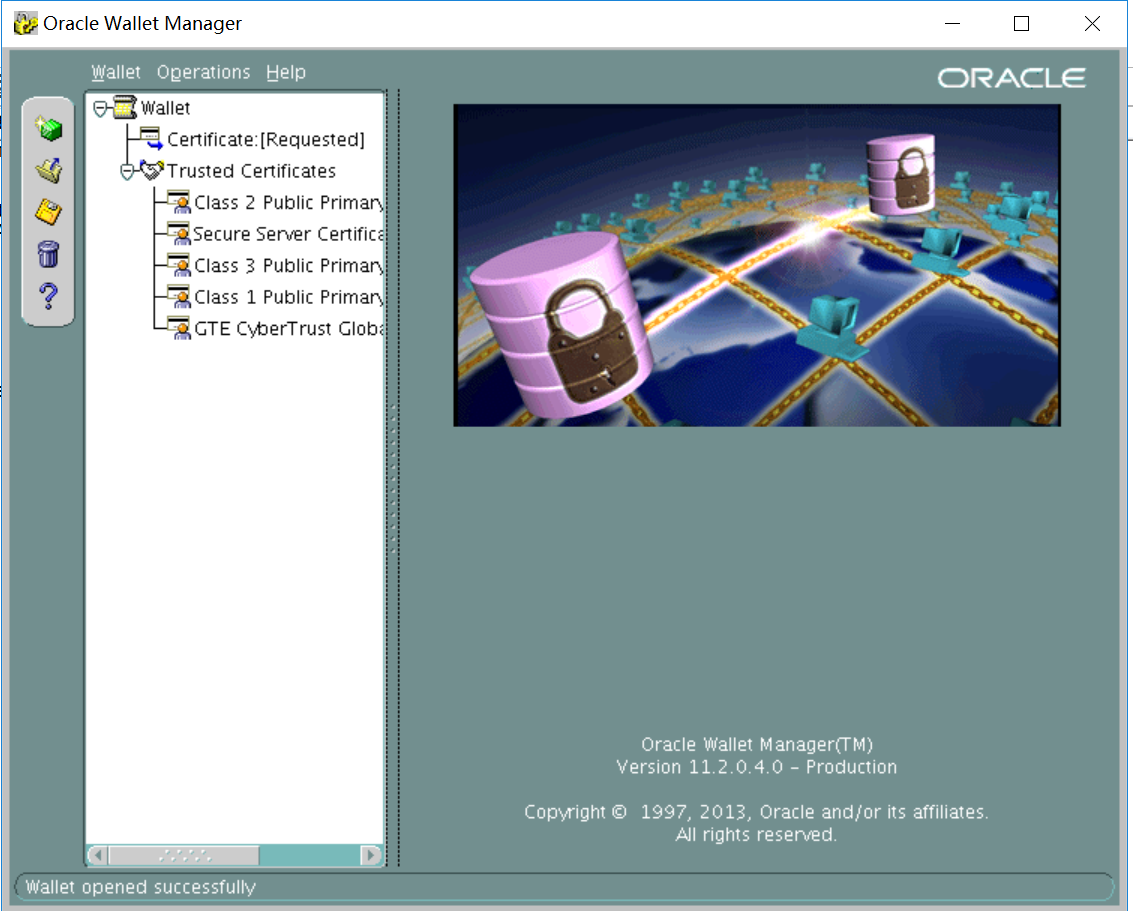 Oracle Wallet Manager
Wallet Operations Help
ORACLE
Wallet
Certificate:[Requested]
Trusted Certificates
Class 2 Public Primary
Secure Server Certifica
Class 3 Public Primary
Class 1 Public Primary
GTE CyberTrust Globa
Oracle Wallet Manager(TM)
Version 11.2.0.4.0 – Production
Copyright © 1997, 2013, Oracle and/or its affiliates.
All rights reserved.
Wallet opened successfully